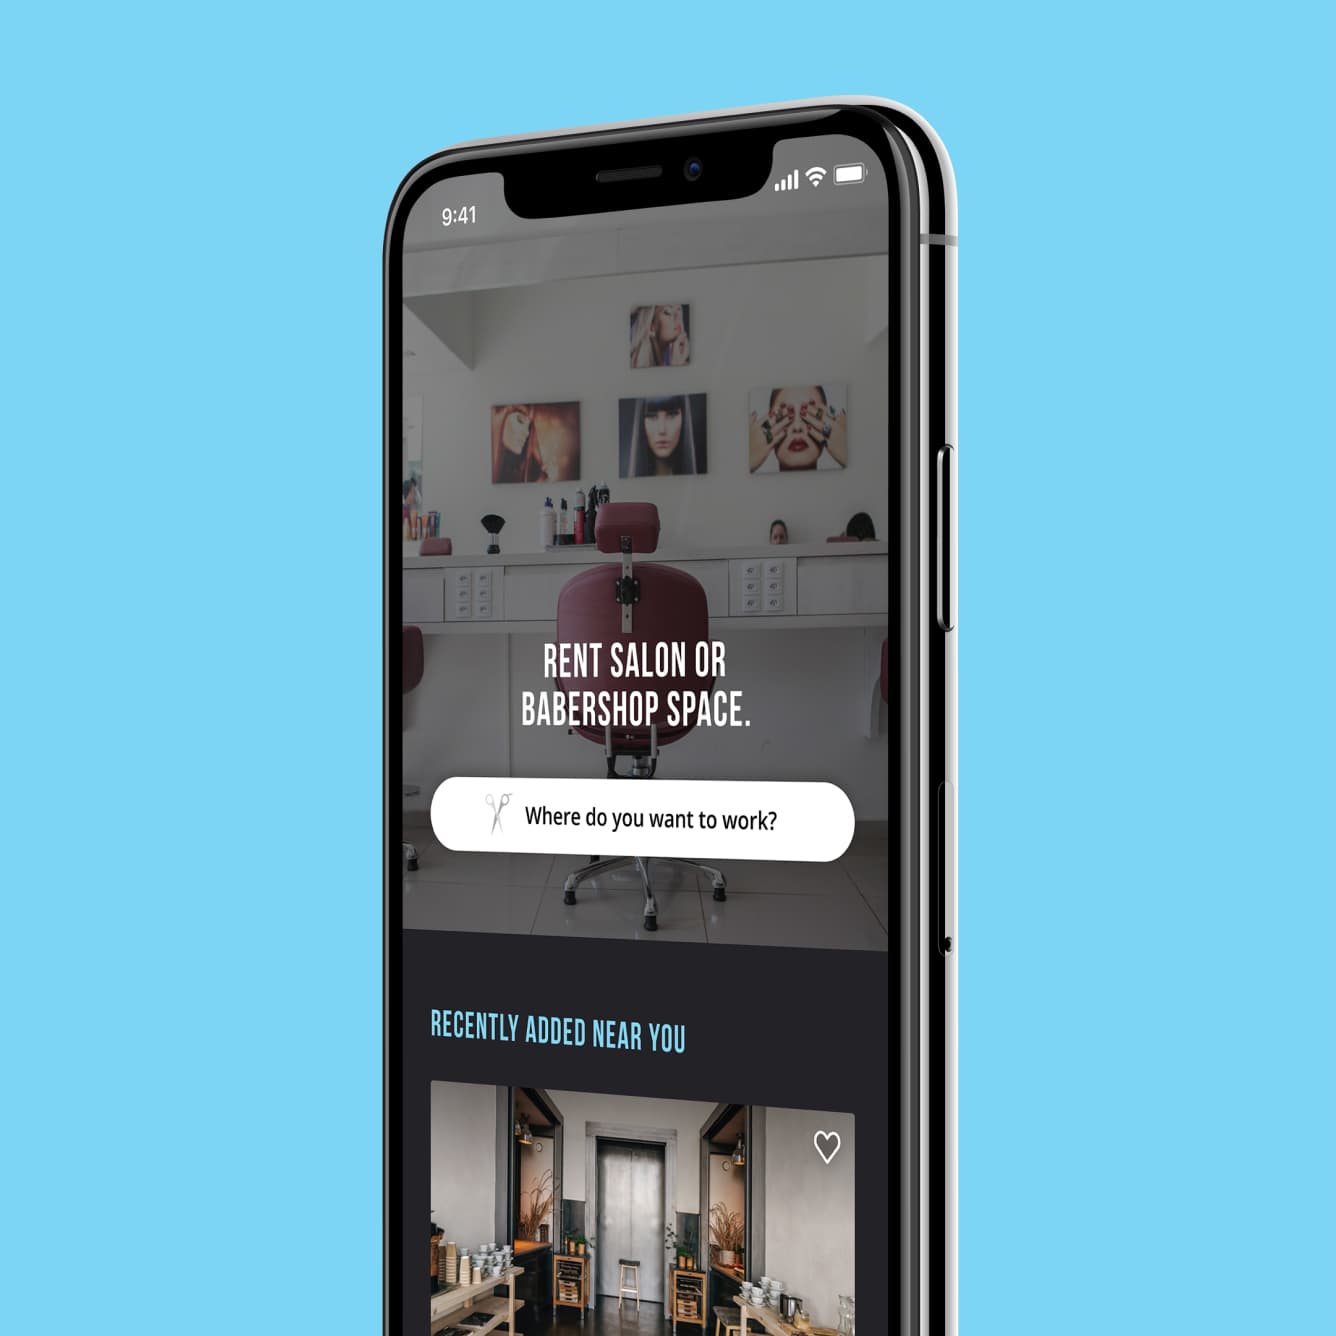 9:41
RENT SALON OR
BABERSHOP SPACE.
Where do you want to work?
RECENTLY ADDED NEAR YOU